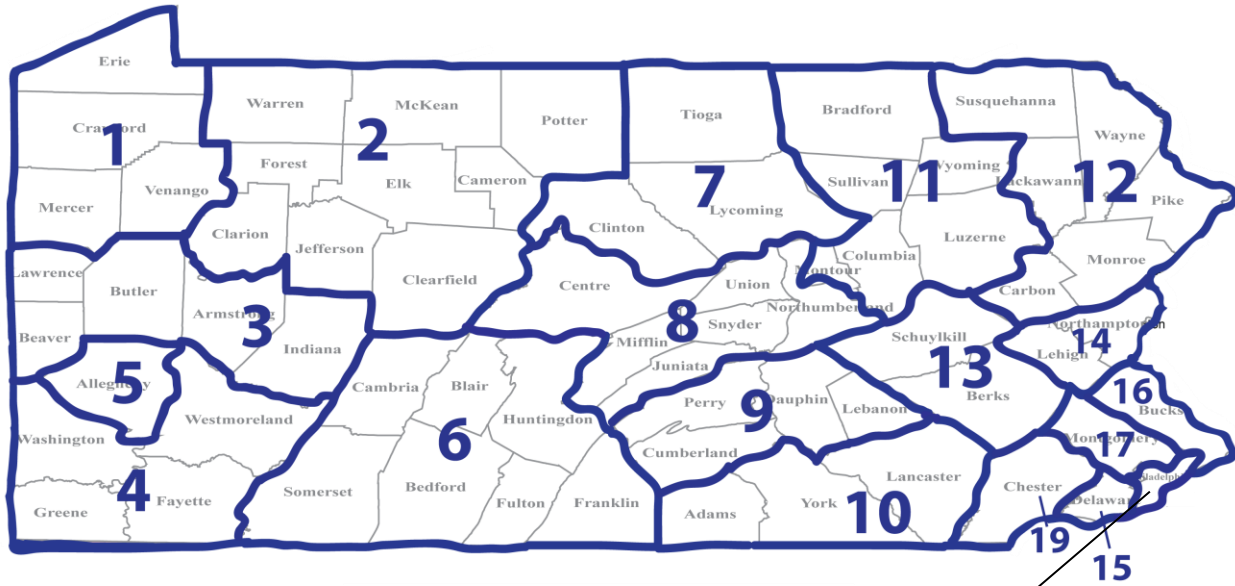 Erie
Warren
McKean
Potter
Tioga
Bradford
Susquehanna
Wayne
Crawford
1
2
Forest
Elk
Cameron
Venango
Mercer
7
Lycoming
Sullivan
Wyoming
11
Lackawanna
12
Pike
Clarion
Jefferson
Clinton
Luzerne
Columbia
Monroe
Lawrence
Butler
Clearfield
Centre
Union
Montour
Carbon
Armstrong
3
Northumberland
Beaver
8
Snyder
Mifflin
Schuylkill
Northampton
14
Lehigh
Indiana
Juniata
13
Allegheny
5
Cambria
Blair
Berks
16
Bucks
Westmoreland
Huntingdon
Perry
9
Dauphin
Lebanon
Washington
6
Cumberland
Montgomery
17
4
Fayette
Greene
Somerset
Bedford
Fulton
Franklin
Adams
York
Lancaster
10
Chester
Delaware
Philadelphia
19
15